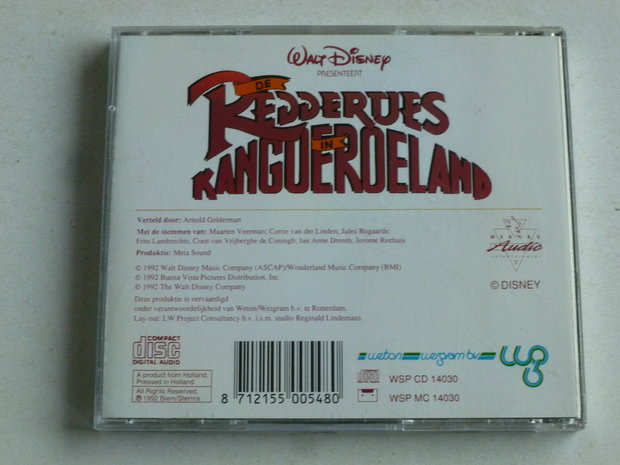 WALT DISNEY
PRESENTEERT
DE
REDDERTJES
IN
KANGOEROELAND
Verteld door: Arnold Gelderman
Met de stemmen van: Maarten Veerman; Corrie van der Linden; Jules Bogaards;
Frits Lambrechts; Coen van Vrijberghe de Coningh; Jan Anne Drenth; Jerome Reehuis
Produktie: Meta Sound
© 1992 Walt Disney Music Company (ASCAP)/Wonderland Music Company (BMI)
℗ 1992 Buena Vista Pictures Distribution, Inc.
© 1992 The Walt Disney Company
Deze produktie is vervaardigd
onder verantwoordelijkheid van Weton/Wesgram b.v. te Rotterdam,
Lay-out: LW Project Consultancy b.v. i.s.m. studio Reginald Lindemans
DISNEY
Audio
ENTERTAINMENT
© DISNEY
COMPACT
disc
DIGITAL AUDIO
A product from Holland,
Pressed in Holland.
All Rights Reserved,
℗ 1992 Biem/Stemra.
8 712155 005480
weton wesgram bv
WSP CD 14030
WSP MC 14030